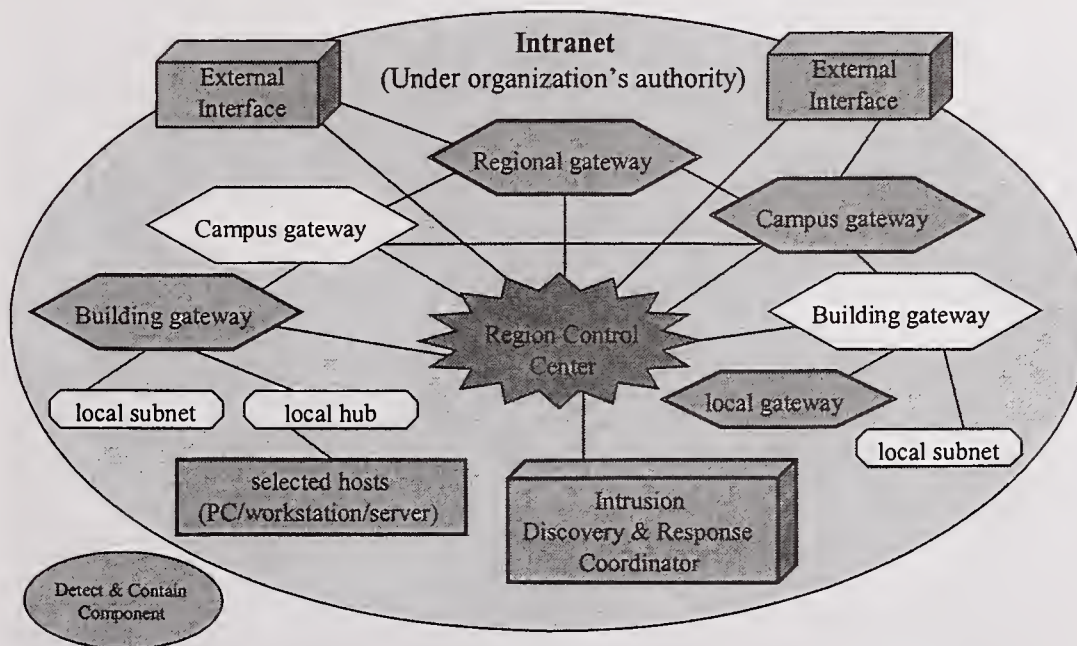 Intranet
(Under organization's authority)
External
Interface
External
Interface
Regional gateway
Campus gateway
Campus gateway
Building gateway
Region Control
Center
Building gateway
local subnet
local hub
local gateway
local subnet
selected hosts
(PC/workstation/server)
Intrusion
Discovery & Response
Coordinator
Detect & Contain
Component